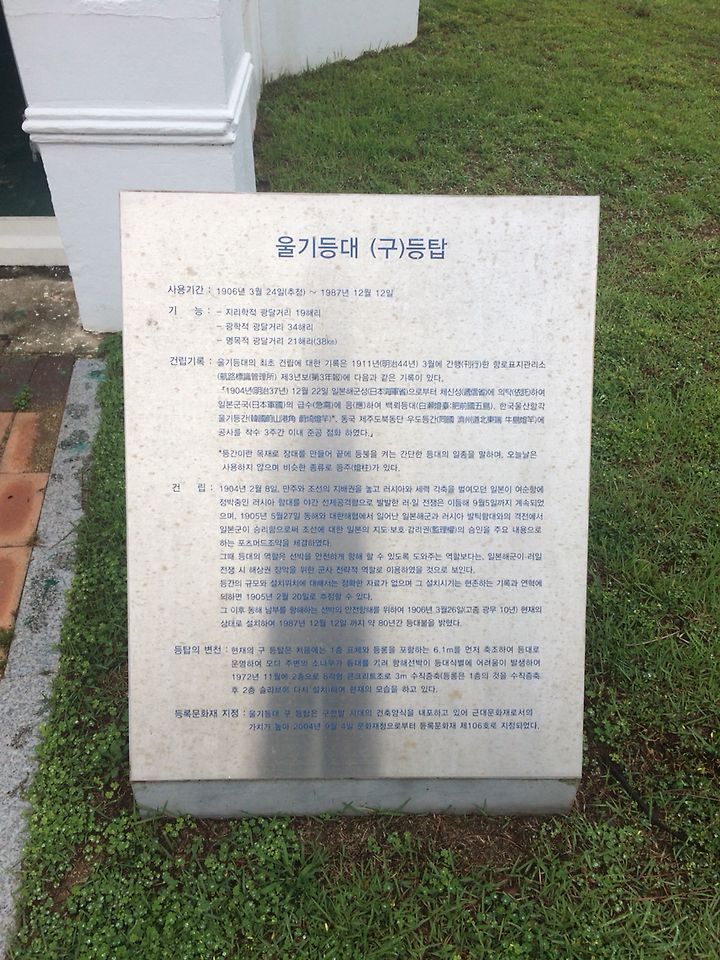 울기등대 (구)등탑
사용기간 : 1906년 3월 24일(추정) ~ 1987년 12월 12일
기 능 : - 지리학적 광달거리 19해리
- 광학적 광달거리 34해리
- 명목적 광달거리 21해리(38㎞)
건립기록 : 울기등대의 최초 건립에 대한 기록은 1911년(明治44년) 3월에 간행(刊行)한 항로표지관리소
(航路標識管理所) 제3년보(第3年報)에 다음과 같은 기록이 있다.
「1904년(明治37년) 12월 22일 일본해군성(日本海軍省)으로부터 체신성(遞信省)에 의탁(依托)하여
일본군국(日本軍國)의 급수(急需)에 응(應)하여 백뢰등대(白瀨燈臺:肥前國五島), 한국울산항각
울기등간(韓國蔚山港角 蔚埼燈竿)*, 동국 제주도북동단 우도등간(同國 濟州道北東端 牛島燈竿)에
공사를 착수 3주간 이내 준공 점화 하였다.」
*등간이란 목재로 장대를 만들어 끝에 등불을 켜는 간단한 등대의 일종을 말하며, 오늘날은
사용하지 않으며 비슷한 종류로 등주(燈柱)가 있다.
건 립 : 1904년 2월 8일, 만주와 조선의 지배권을 놓고 러시아와 세력 각축을 벌여오던 일본이 여순항에
정박중인 러시아 함대를 야간 선제공격함으로 발발한 러·일 전쟁은 이듬해 9월5일까지 계속되었
으며, 1905년 5월27일 동해와 대한해협에서 일어난 일본해군과 러시아 발틱함대와의 격전에서
일본군이 승리함으로써 조선에 대한 일본의 지도·보호·감리권(監理權)의 승인을 주요 내용으로
하는 포츠머드조약을 체결하였다.
그때 등대의 역할은 선박을 안전하게 항해 할 수 있도록 도와주는 역할보다는, 일본해군이·러일
전쟁 시 해상권 장악을 위한 군사 전략적 역할로 이용하였을 것으로 보인다.
등간의 규모와 설치위치에 대해서는 정확한 자료가 없으며 그 설치시기는 현존하는 기록과 연혁에
의하면 1905년 2월 20일로 추정할 수 있다.
그 이후 동해 남부를 항해하는 선박의 안전항해를 위하여 1906년 3월26일(고종 광무 10년) 현재의
상태로 설치하여 1987년 12월 12일 까지 약 80년간 등대불을 밝혔다.
등탑의 변천 : 현재의 구 등탑은 처음에는 1층 표체와 등롱을 포함하는 6.1m를 먼저 축조하여 등대로
운영하여 오다 주변의 소나무가 등대를 가려 항해선박이 등대식별에 어려움이 발생하여
1972년 11월에 2층으로 8각형 콘크리트조로 3m 수직증축(등롱은 1층의 것을 수직증축
후 2층 슬라브에 다시 설치)하여 현재의 모습을 하고 있다.
등록문화재 지정 : 울기등대 구 등탑은 구한말 시대의 건축양식을 내포하고 있어 근대문화재로서의
가치가 높아 2004년 9월 4일 문화재청으로부터 등록문화재 제106호로 지정되었다.